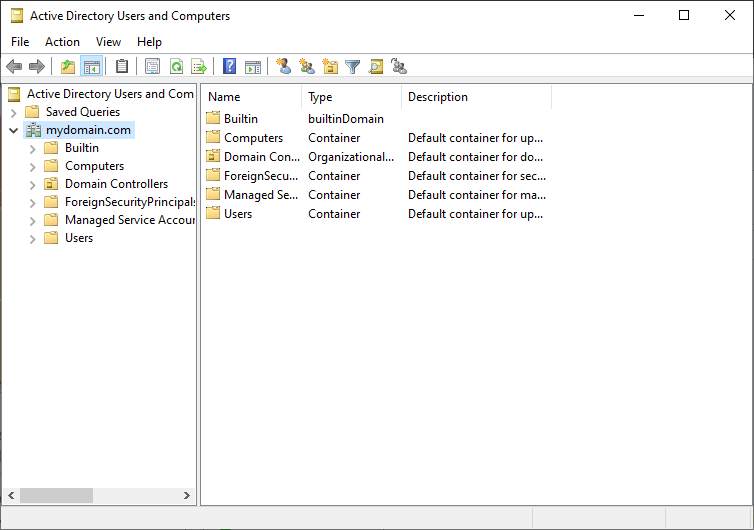 Active Directory Users and Computers
File Action View Help
Active Directory Users and Com
Saved Queries
mydomain.com
Builtin
Computers
Domain Controllers
ForeignSecurityPrincipals
Managed Service Accour
Users
Name Type Description
Builtin builtinDomain
Computers Container Default container for up...
Domain Con... Organizational... Default container for do...
ForeignSecu... Container Default container for sec...
Managed Se... Container Default container for ma...
Users Container Default container for up...